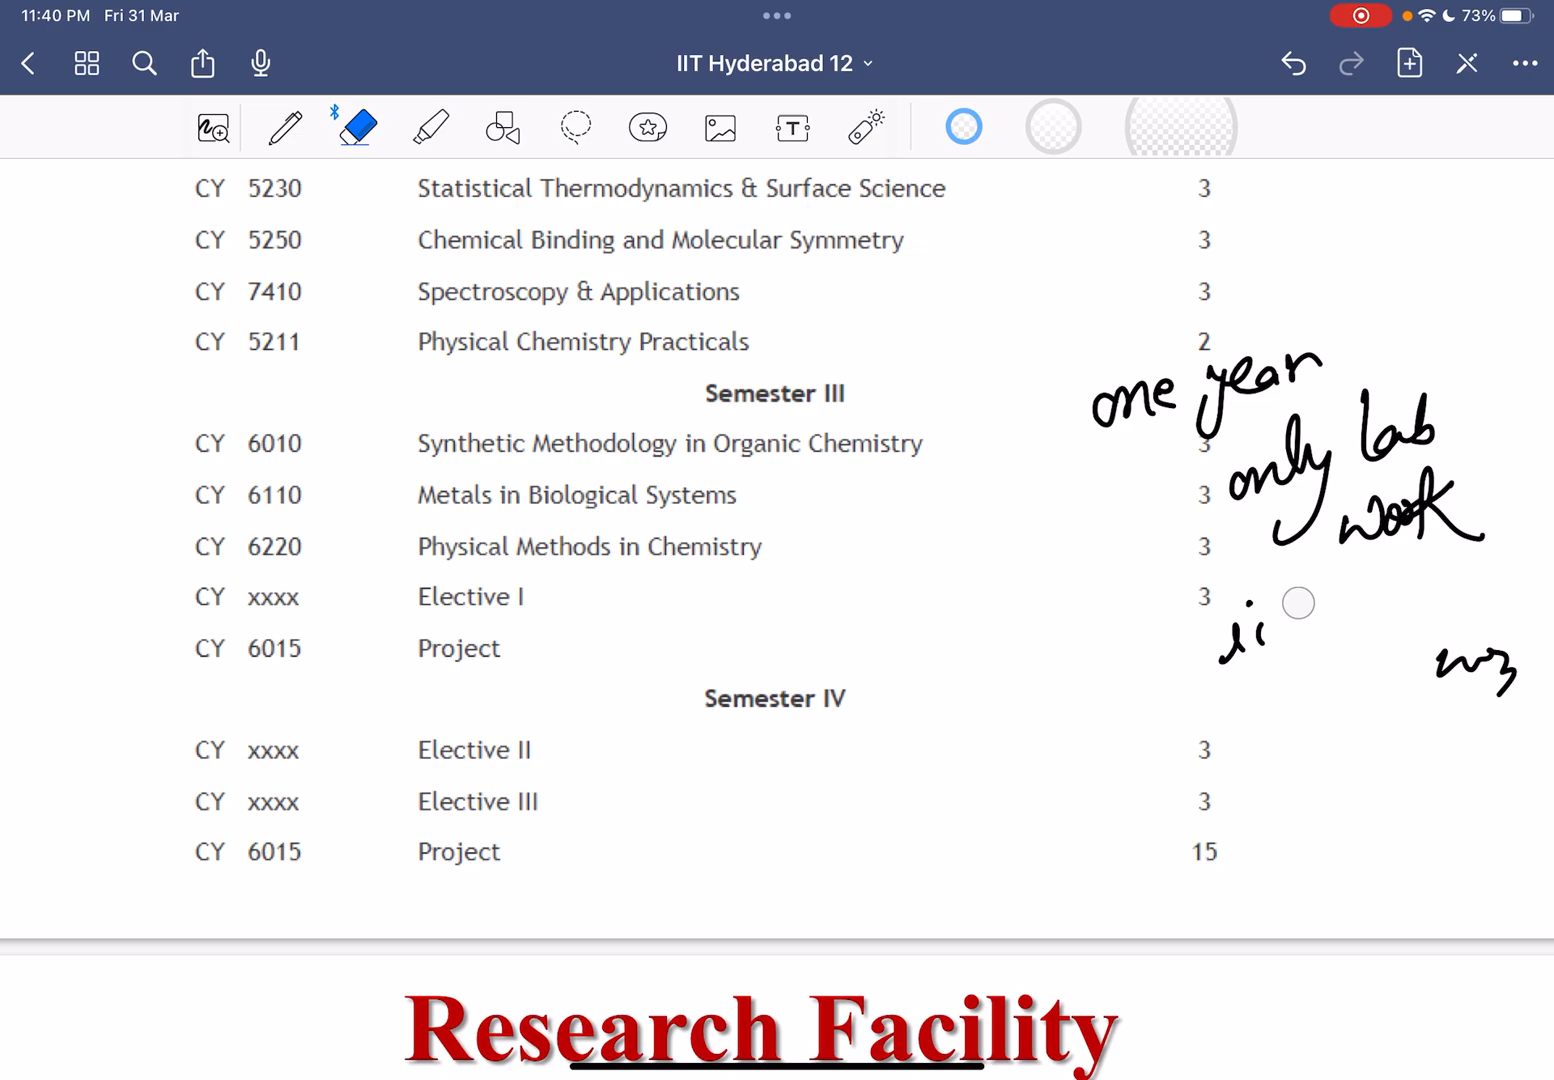 11:40 PM Fri 31 Mar
73%
IIT Hyderabad 12
CY 5230 Statistical Thermodynamics & Surface Science 3
CY 5250 Chemical Binding and Molecular Symmetry 3
CY 7410 Spectroscopy & Applications 3
CY 5211 Physical Chemistry Practicals 2
one year
Semester III
only lab
work
CY 6010 Synthetic Methodology in Organic Chemistry 3
CY 6110 Metals in Biological Systems 3
CY 6220 Physical Methods in Chemistry 3
CY xxxx Elective I 3
CY 6015 Project
Semester IV
CY xxxx Elective II 3
CY xxxx Elective III 3
CY 6015 Project 15
Research Facility